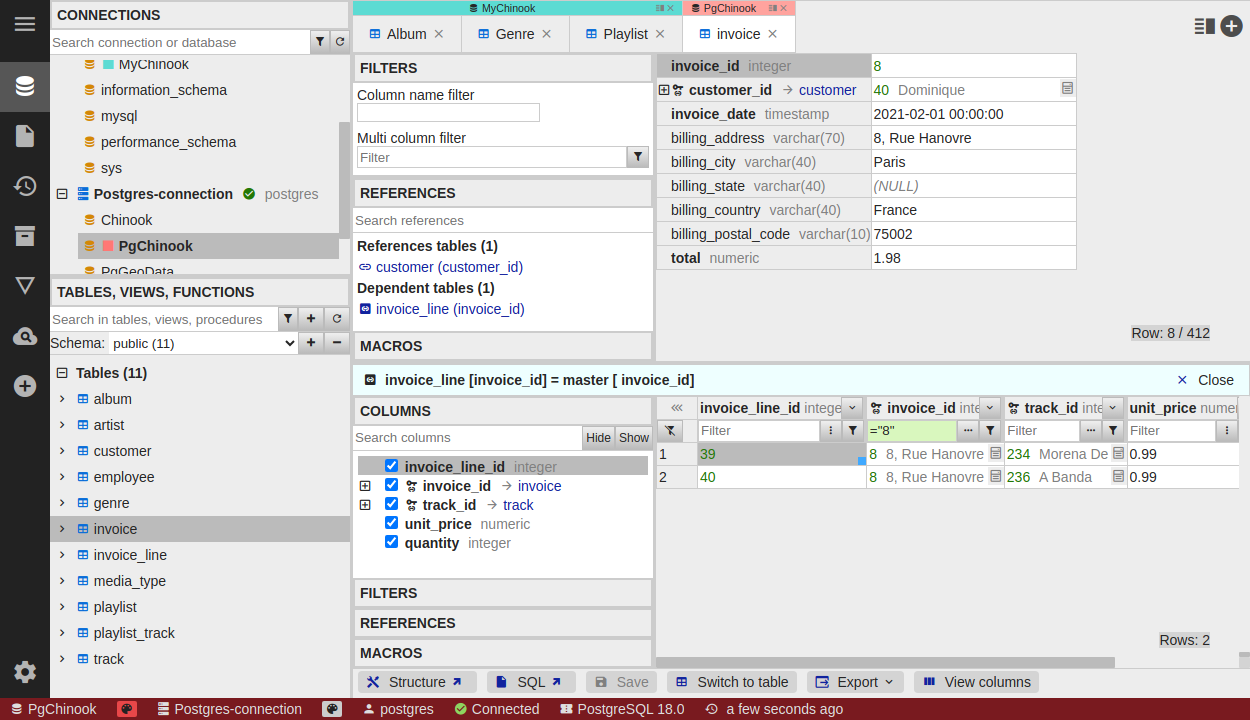 CONNECTIONS
Search connection or database
MyChinook
information_schema
mysql
performance_schema
sys
Postgres-connection postgres
Chinook
PgChinook
PgGeoData
TABLES, VIEWS, FUNCTIONS
Search in tables, views, procedures
Schema: public (11)
Tables (11)
album
artist
customer
employee
genre
invoice
invoice_line
media_type
playlist
playlist_track
track
MyChinook PgChinook
Album Genre Playlist invoice
FILTERS
Column name filter
Multi column filter
Filter
REFERENCES
Search references
References tables (1)
customer (customer_id)
Dependent tables (1)
invoice_line (invoice_id)
MACROS
invoice_id integer 8
customer_id customer 40 Dominique
invoice_date timestamp 2021-02-01 00:00:00
billing_address varchar(70) 8, Rue Hanovre
billing_city varchar(40) Paris
billing_state varchar(40) (NULL)
billing_country varchar(40) France
billing_postal_code varchar(10) 75002
total numeric 1.98
Row: 8 / 412
invoice_line [invoice_id] = master [ invoice_id] Close
COLUMNS
Search columns Hide Show
invoice_line_id integer
invoice_id invoice
track_id track
unit_price numeric
quantity integer
FILTERS
REFERENCES
MACROS
invoice_line_id intege invoice_id inte track_id inte unit_price numer
Filter ="8" Filter Filter
1 39 8 8, Rue Hanovre 234 Morena De 0.99
2 40 8 8, Rue Hanovre 236 A Banda 0.99
Rows: 2
Structure SQL Save Switch to table Export View columns
PgChinook Postgres-connection postgres Connected PostgreSQL 18.0 a few seconds ago